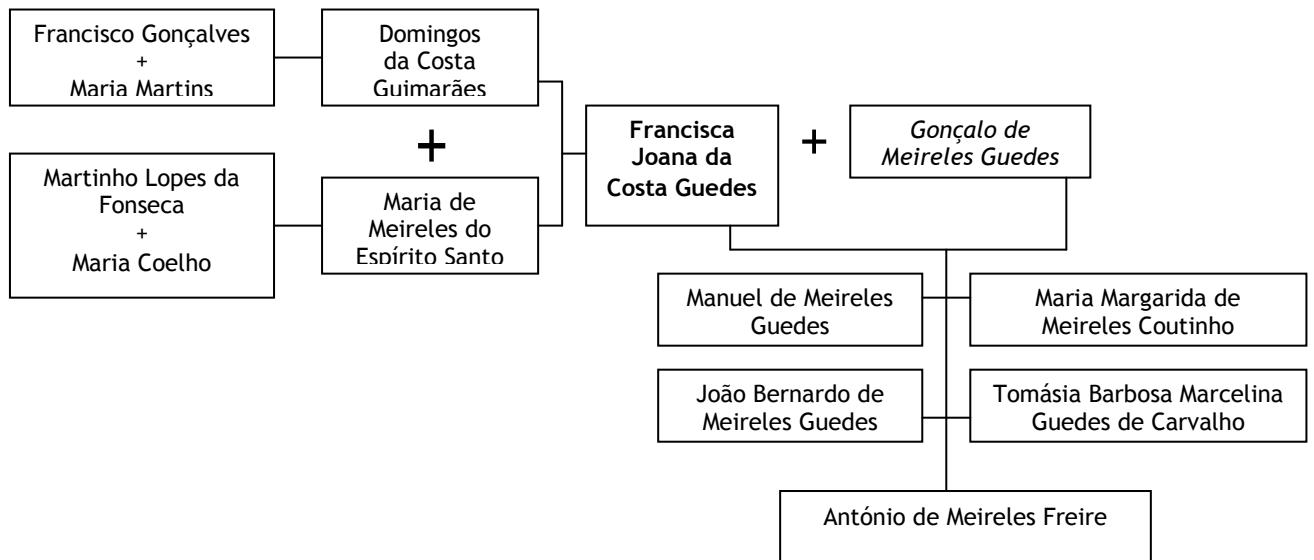 Francisco Gonçalves
+
Maria Martins
Domingos
da Costa
Guimarães
+
Martinho Lopes da
Fonseca
+
Maria Coelho
Maria de
Meireles do
Espírito Santo
Francisca
Joana da
Costa Guedes
+
Gonçalo de
Meireles Guedes
Manuel de Meireles
Guedes
Maria Margarida de
Meireles Coutinho
João Bernardo de
Meireles Guedes
Tomásia Barbosa Marcelina
Guedes de Carvalho
António de Meireles Freire